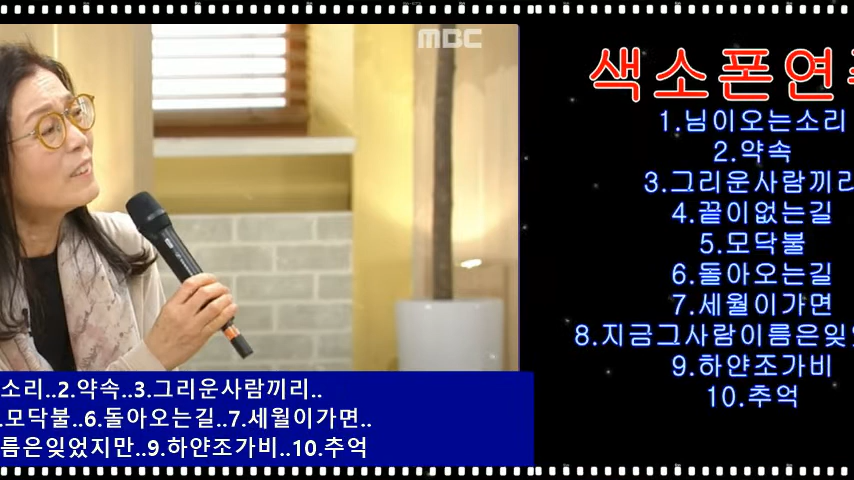 MBC
색소폰연
1.님이오는소리
2.약속
3.그리운사람끼리
4.끝이없는길
5.모닥불
6.돌아오는길
7.세월이가면
8.지금그사람이름은잊
9.하얀조가비
10.추억
소리..2.약속..3.그리운사람끼리..
.모닥불..6.돌아오는길..7.세월이가면..
름은잊었지만..9.하얀조가비..10.추억